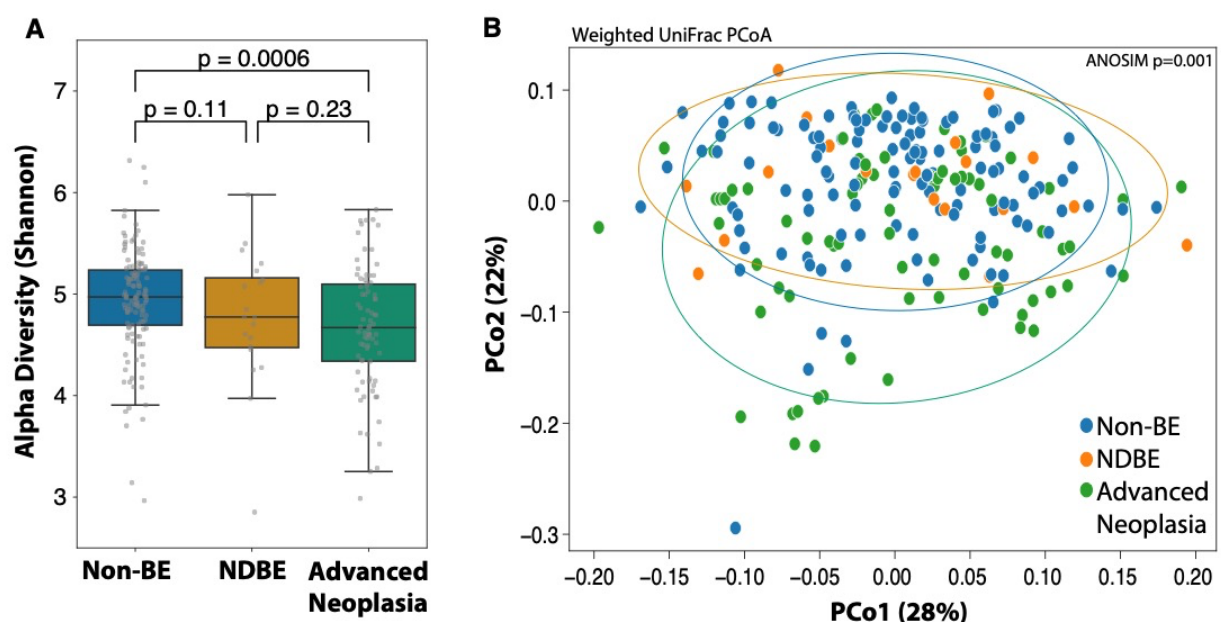 A
p = 0.0006
p = 0.11
p = 0.23
7
6
5
4
3
Alpha Diversity (Shannon)
Non-BE
NDBE
Advanced
Neoplasia
B
Weighted UniFrac PCoA
ANOSIM p=0.001
0.1
0.0
−0.1
−0.2
−0.3
PCo2 (22%)
Non-BE
NDBE
Advanced
Neoplasia
−0.20
−0.15
−0.10
−0.05
0.00
0.05
0.10
0.15
0.20
PCo1 (28%)